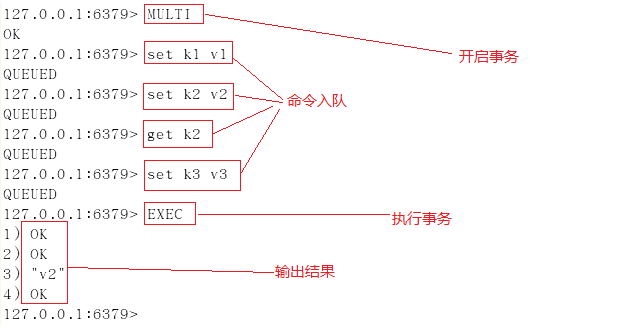 127.0.0.1:6379> MULTI
OK
开启事务
127.0.0.1:6379> set k1 v1
QUEUED
127.0.0.1:6379> set k2 v2
命令入队
QUEUED
127.0.0.1:6379> get k2
QUEUED
127.0.0.1:6379> set k3 v3
QUEUED
127.0.0.1:6379> EXEC
执行事务
1) OK
2) OK
3) "v2"
输出结果
4) OK
127.0.0.1:6379>